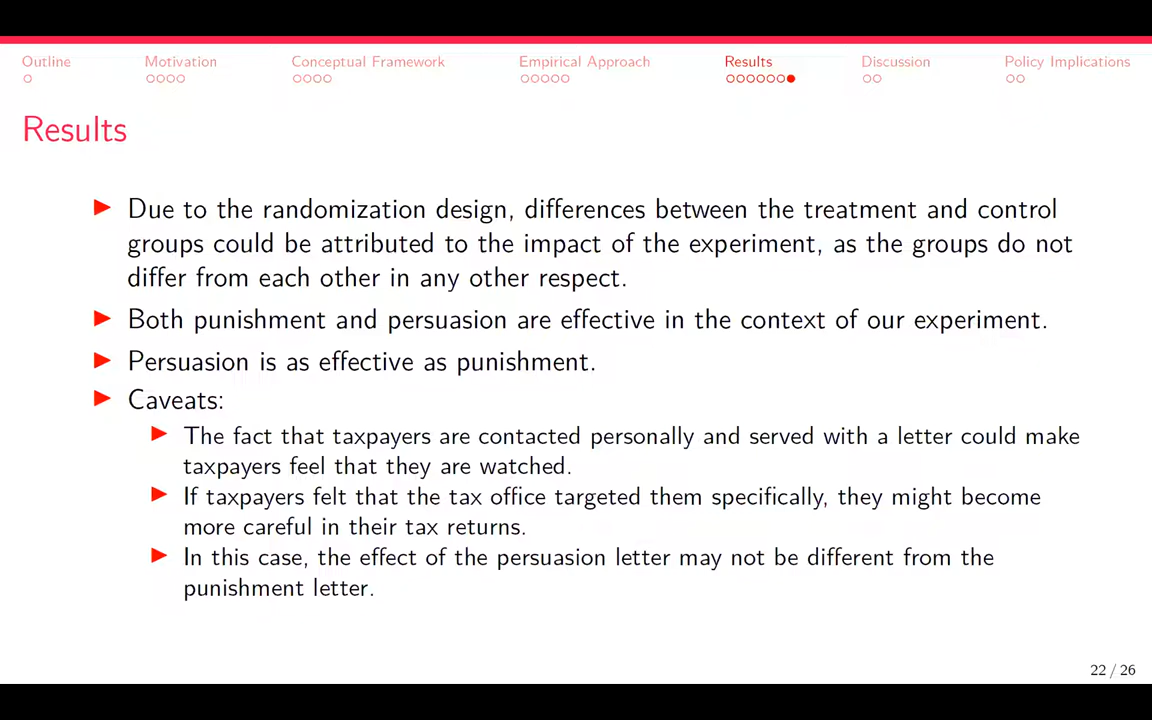 Outline Motivation Conceptual Framework Empirical Approach Results Discussion Policy Implications
Results
Due to the randomization design, differences between the treatment and control
groups could be attributed to the impact of the experiment, as the groups do not
differ from each other in any other respect.
Both punishment and persuasion are effective in the context of our experiment.
Persuasion is as effective as punishment.
Caveats:
The fact that taxpayers are contacted personally and served with a letter could make
taxpayers feel that they are watched.
If taxpayers felt that the tax office targeted them specifically, they might become
more careful in their tax returns.
In this case, the effect of the persuasion letter may not be different from the
punishment letter.
22 / 26